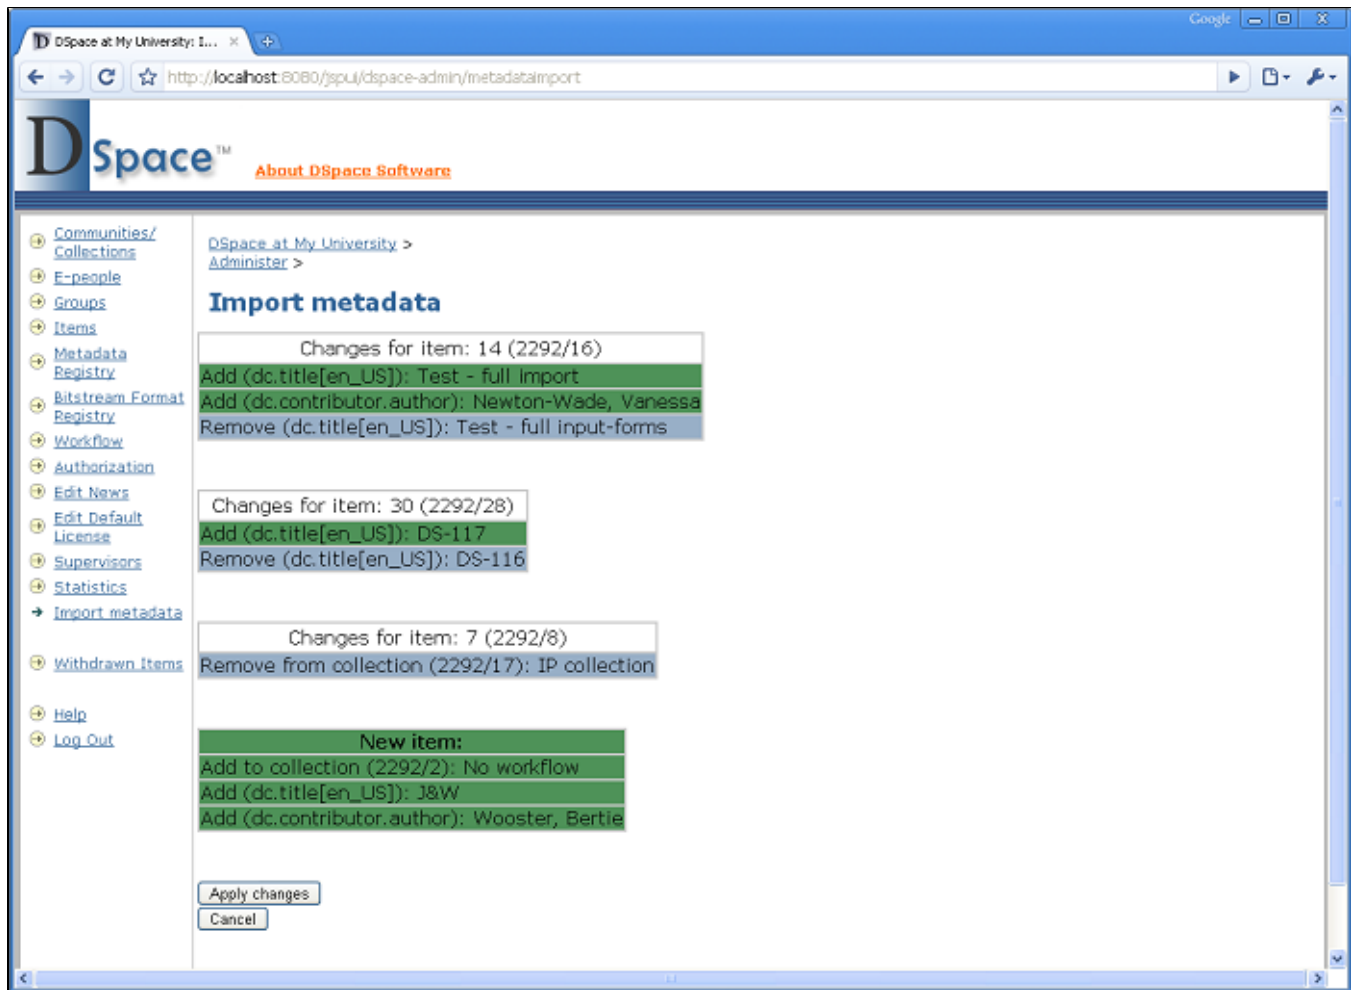 Google
DSpace at My University: I...
http://localhost:8080/jspui/dspace-admin/metadataimport
DSpace™
About DSpace Software
Communities/
Collections
E-people
Groups
Items
Metadata
Registry
Bitstream Format
Registry
Workflow
Authorization
Edit News
Edit Default
License
Supervisors
Statistics
Import metadata
Withdrawn Items
Help
Log Out
DSpace at My University >
Administer >
Import metadata
Changes for item: 14 (2292/16)
Add (dc.title[en_US]): Test - full import
Add (dc.contributor.author): Newton-Wade, Vanessa
Remove (dc.title[en_US]): Test - full input-forms
Changes for item: 30 (2292/28)
Add (dc.title[en_US]): DS-117
Remove (dc.title[en_US]): DS-116
Changes for item: 7 (2292/8)
Remove from collection (2292/17): IP collection
New item:
Add to collection (2292/2): No workflow
Add (dc.title[en_US]): J&W
Add (dc.contributor.author): Wooster, Bertie
Apply changes
Cancel